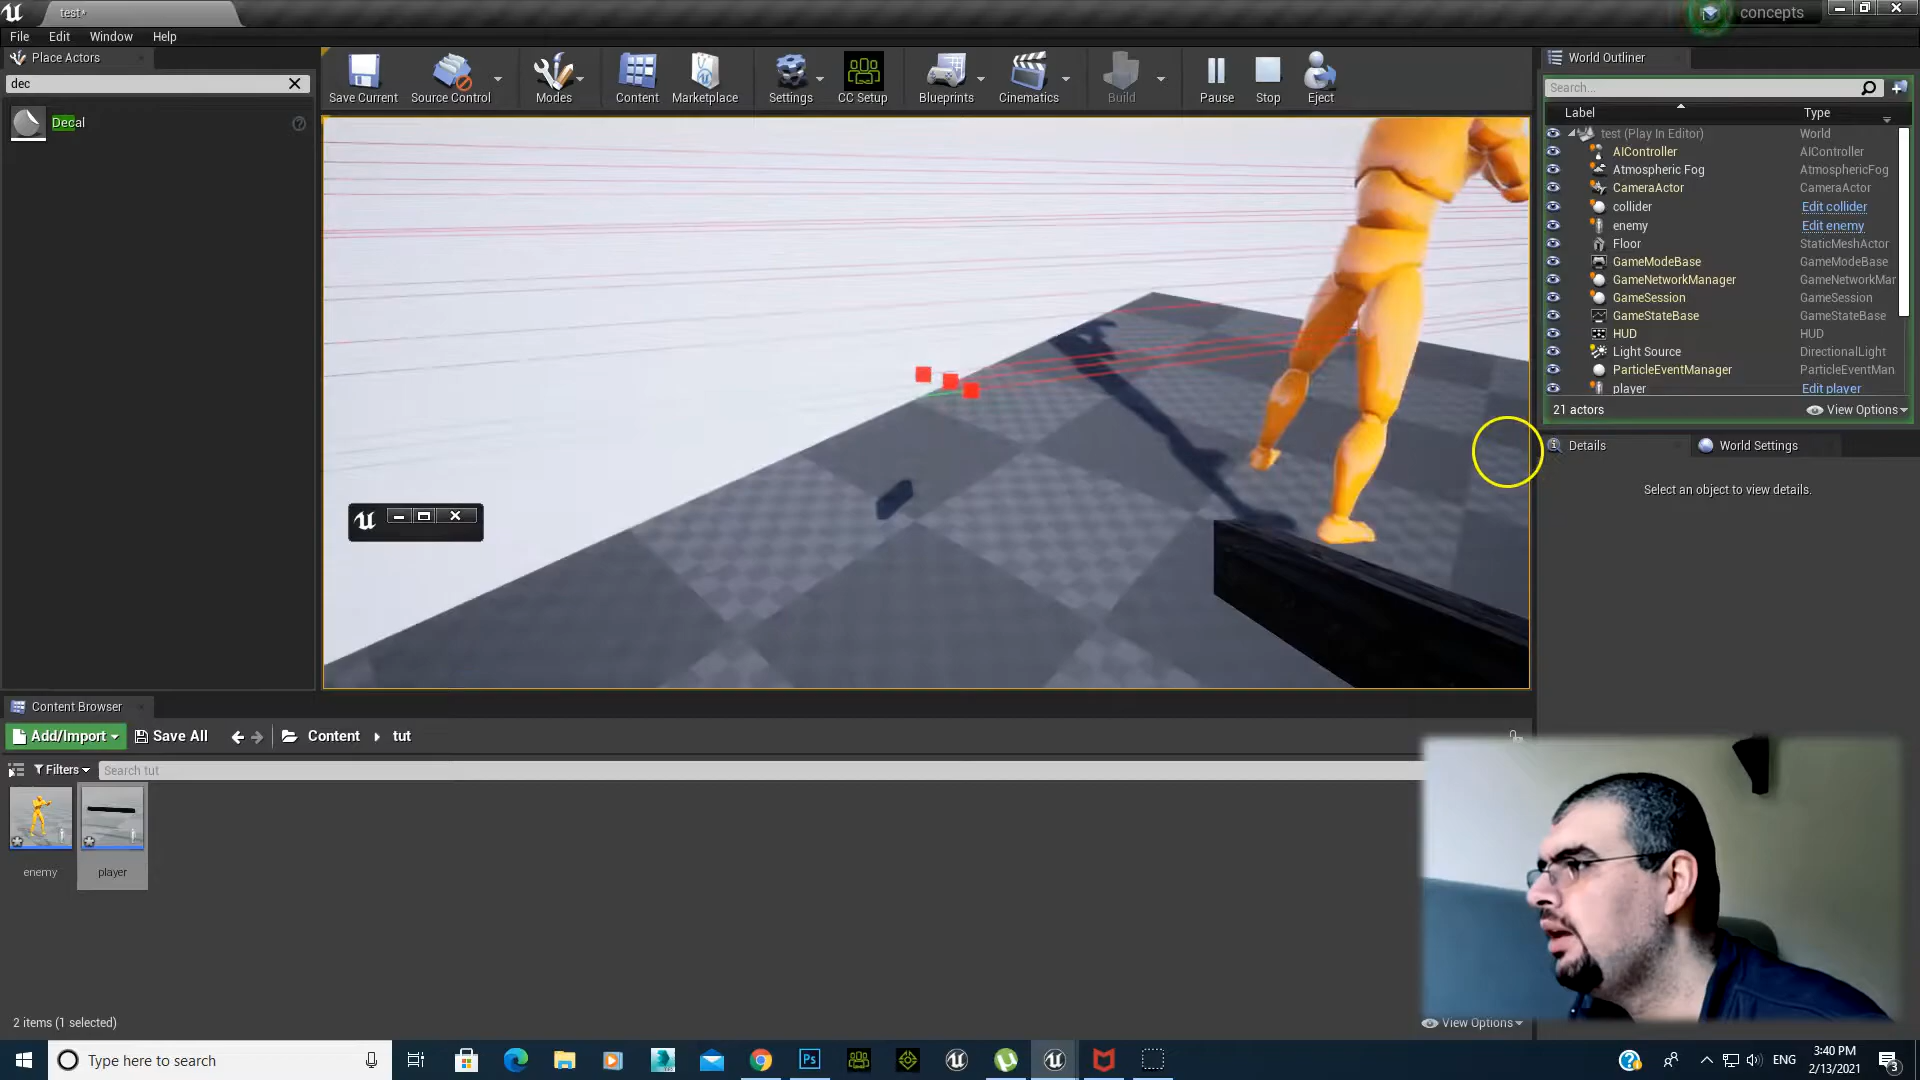 test*
concepts
File Edit Window Help
Place Actors
dec
Decal
Save Current
Source Control
Modes
Content
Marketplace
Settings
CC Setup
Blueprints
Cinematics
Build
Pause
Stop
Eject
World Outliner
Search...
Label Type
test (Play In Editor) World
AIController AIController
Atmospheric Fog AtmosphericFog
CameraActor CameraActor
collider Edit collider
enemy Edit enemy
Floor StaticMeshActor
GameModeBase GameModeBase
GameNetworkManager GameNetworkMar
GameSession GameSession
GameStateBase GameStateBase
HUD HUD
Light Source DirectionalLight
ParticleEventManager ParticleEventMan
player Edit player
21 actors View Options
Details World Settings
Select an object to view details.
Content Browser
Add/Import Save All Content tut
Filters Search tut
enemy
player
2 items (1 selected) View Options
Type here to search
Ps
ENG
3:40 PM
2/13/2021
3